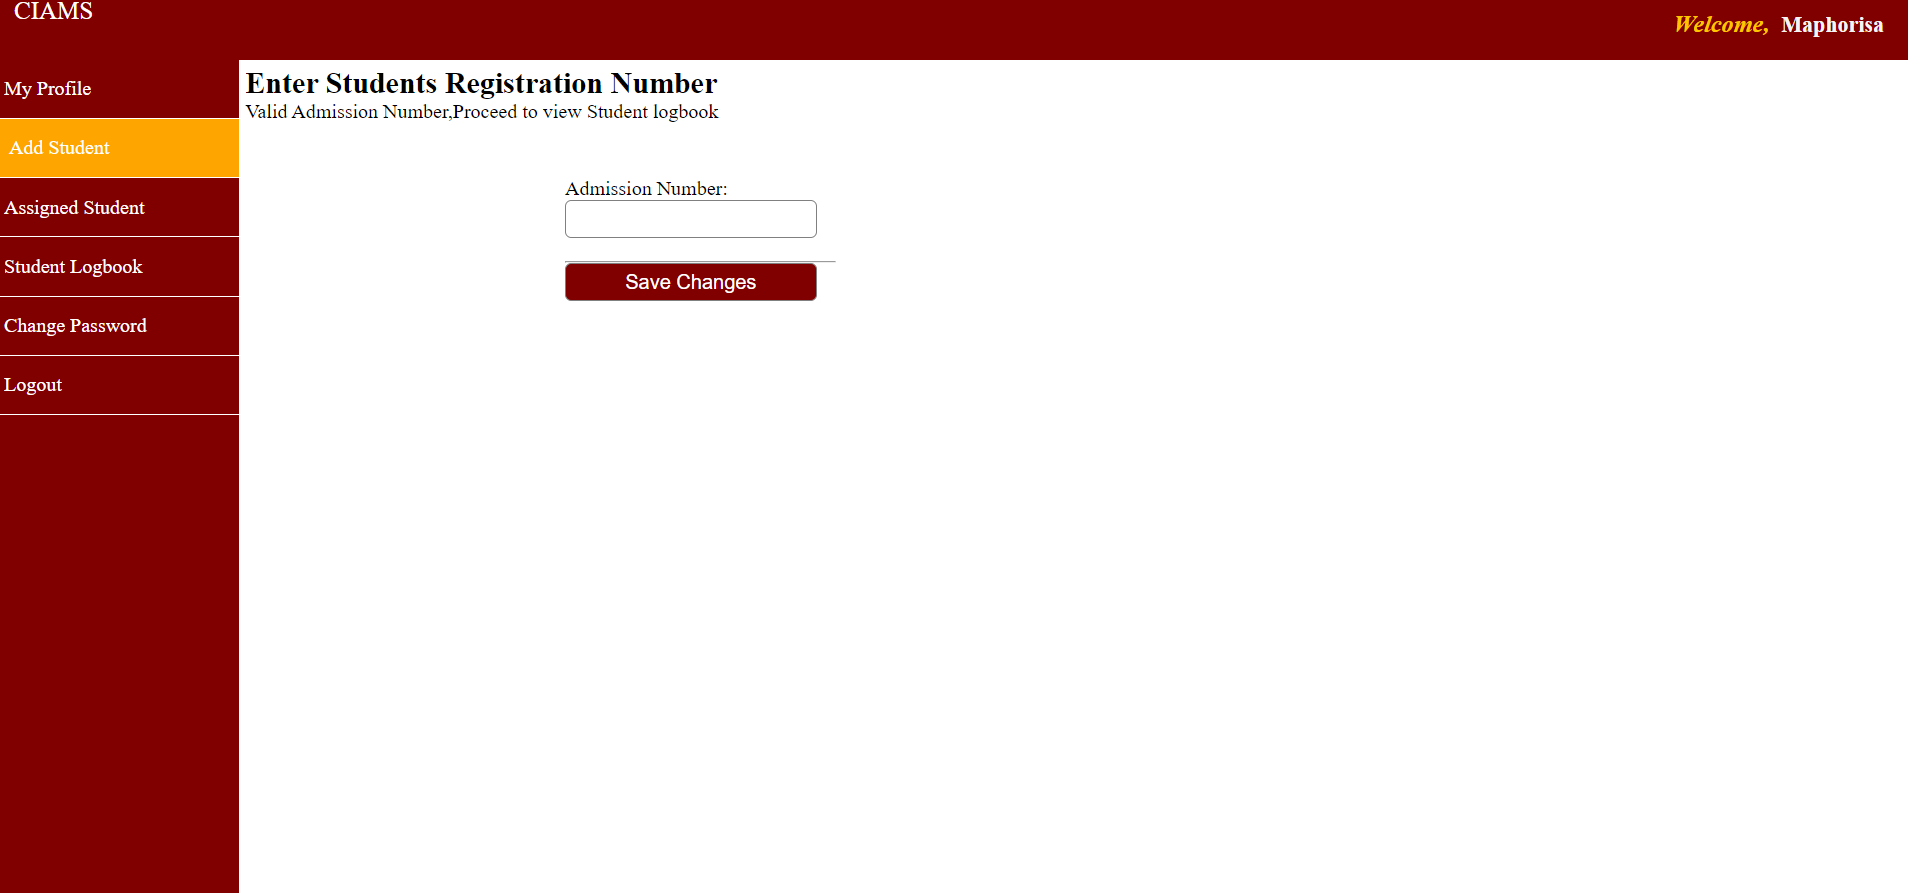 CIAMS
Welcome, Maphorisa
My Profile
Add Student
Assigned Student
Student Logbook
Change Password
Logout
Enter Students Registration Number
Valid Admission Number,Proceed to view Student logbook
Admission Number:
Save Changes